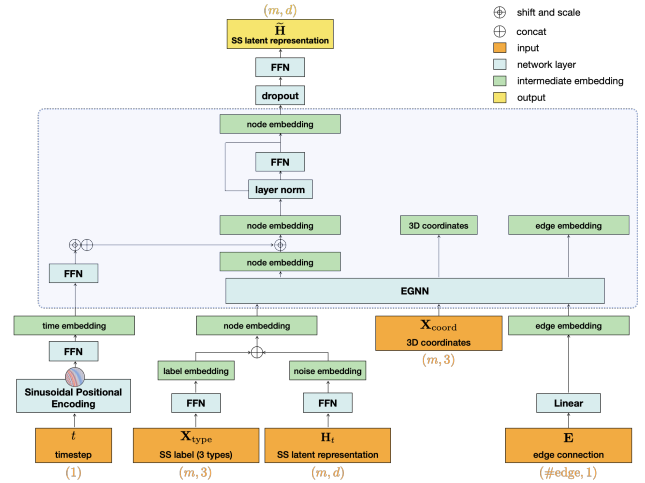 (m, d)
H̃
SS latent representation
FFN
dropout
shift and scale
concat
input
network layer
intermediate embedding
output
node embedding
FFN
layer norm
node embedding
3D coordinates
edge embedding
node embedding
FFN
EGNN
time embedding
node embedding
X_coord
3D coordinates
edge embedding
(m, 3)
FFN
label embedding
noise embedding
Sinusoidal Positional
Encoding
FFN
FFN
Linear
t
timestep
X_type
SS label (3 types)
H_t
SS latent representation
E
edge connection
(1)
(m, 3)
(m, d)
(#edge, 1)